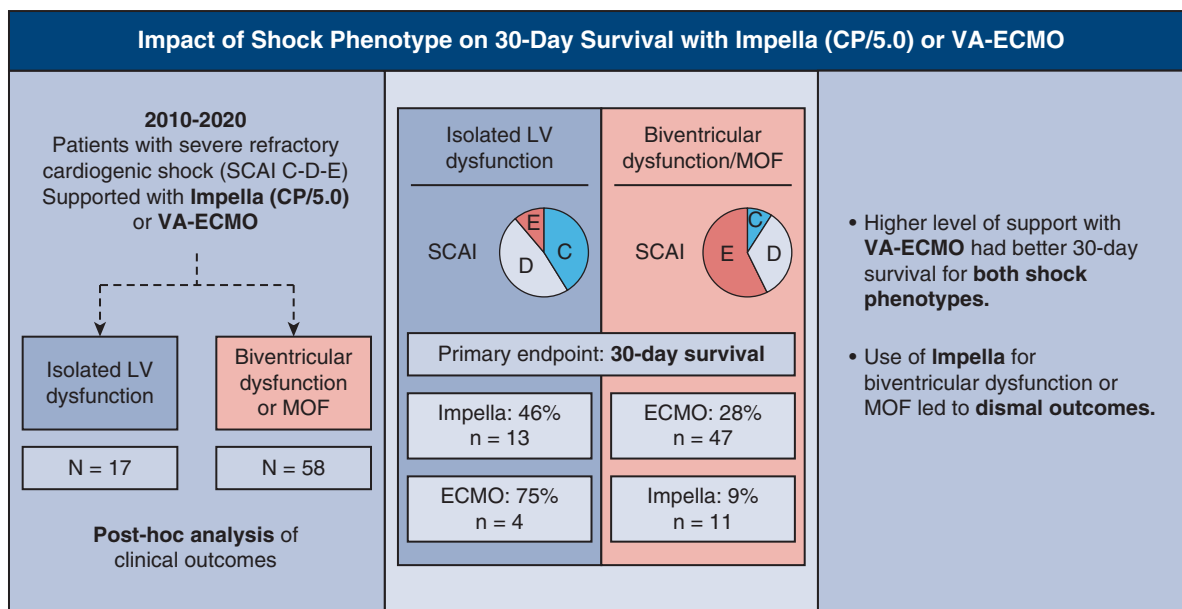 Impact of Shock Phenotype on 30-Day Survival with Impella (CP/5.0) or VA-ECMO
2010-2020
Patients with severe refractory
cardiogenic shock (SCAI C-D-E)
Supported with Impella (CP/5.0)
or VA-ECMO
Isolated LV
dysfunction
Biventricular
dysfunction
or MOF
N = 17
N = 58
Post-hoc analysis of
clinical outcomes
Isolated LV
dysfunction
Biventricular
dysfunction/MOF
SCAI
E
D
C
SCAI
C
E
D
Primary endpoint: 30-day survival
Impella: 46%
n = 13
ECMO: 28%
n = 47
ECMO: 75%
n = 4
Impella: 9%
n = 11
• Higher level of support with
VA-ECMO had better 30-day
survival for both shock
phenotypes.
• Use of Impella for
biventricular dysfunction or
MOF led to dismal outcomes.